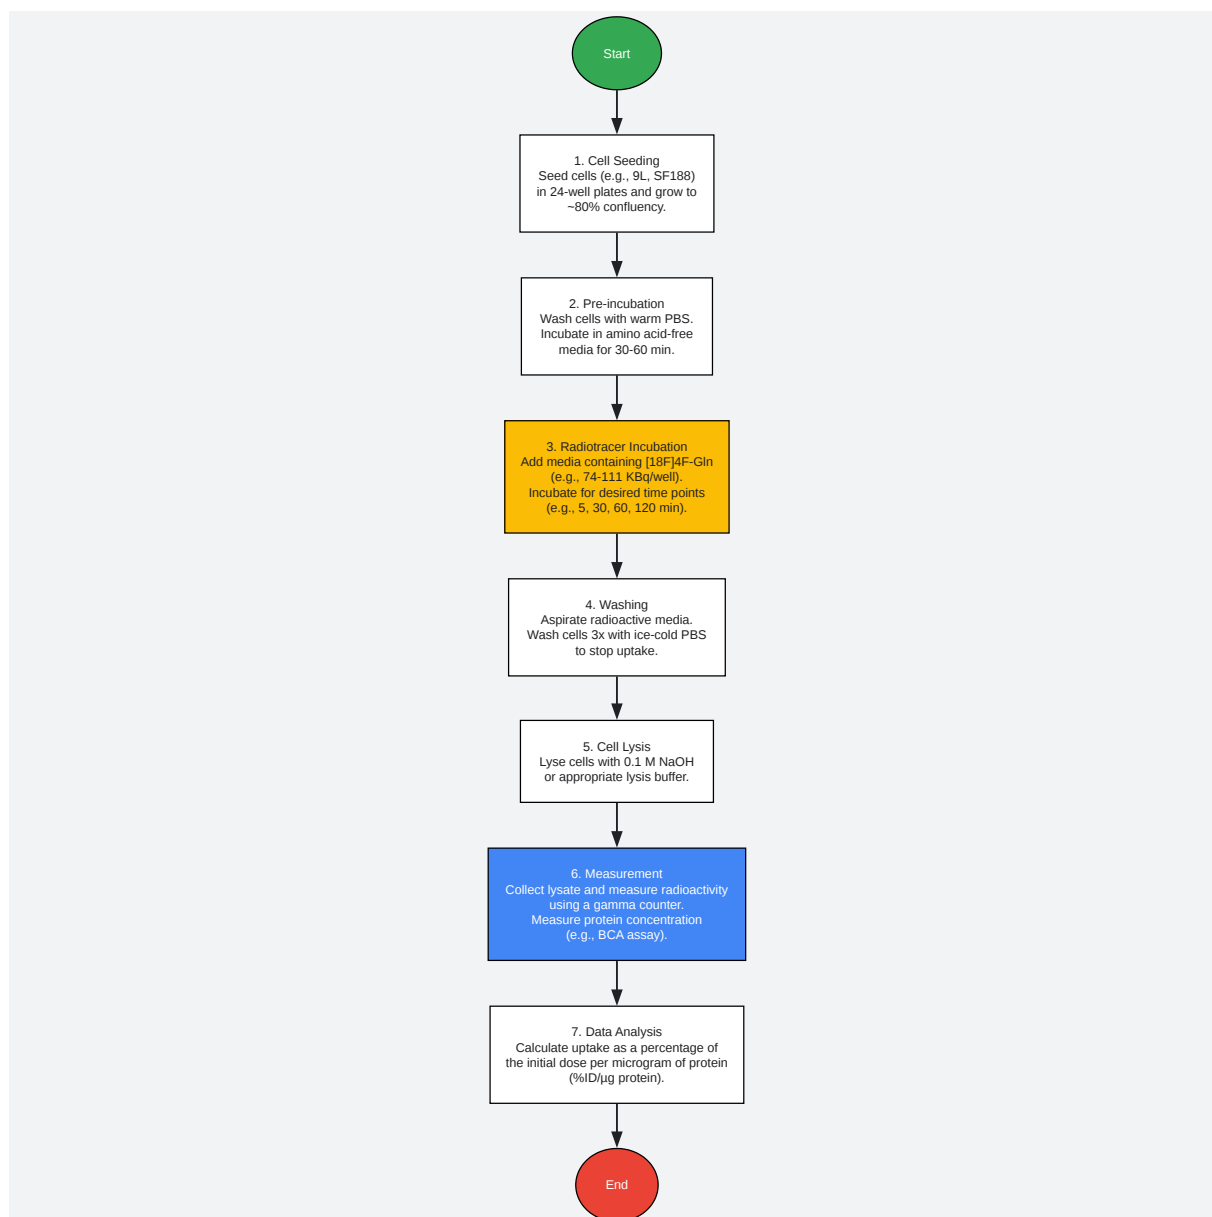 Start
1. Cell Seeding
Seed cells (e.g., 9L, SF188)
in 24-well plates and grow to
~80% confluency.
2. Pre-incubation
Wash cells with warm PBS.
Incubate in amino acid-free
media for 30-60 min.
3. Radiotracer Incubation
Add media containing [18F]4F-Gln
(e.g., 74-111 KBq/well).
Incubate for desired time points
(e.g., 5, 30, 60, 120 min).
4. Washing
Aspirate radioactive media.
Wash cells 3x with ice-cold PBS
to stop uptake.
5. Cell Lysis
Lyse cells with 0.1 M NaOH
or appropriate lysis buffer.
6. Measurement
Collect lysate and measure radioactivity
using a gamma counter.
Measure protein concentration
(e.g., BCA assay).
7. Data Analysis
Calculate uptake as a percentage of
the initial dose per microgram of protein
(%ID/µg protein).
End